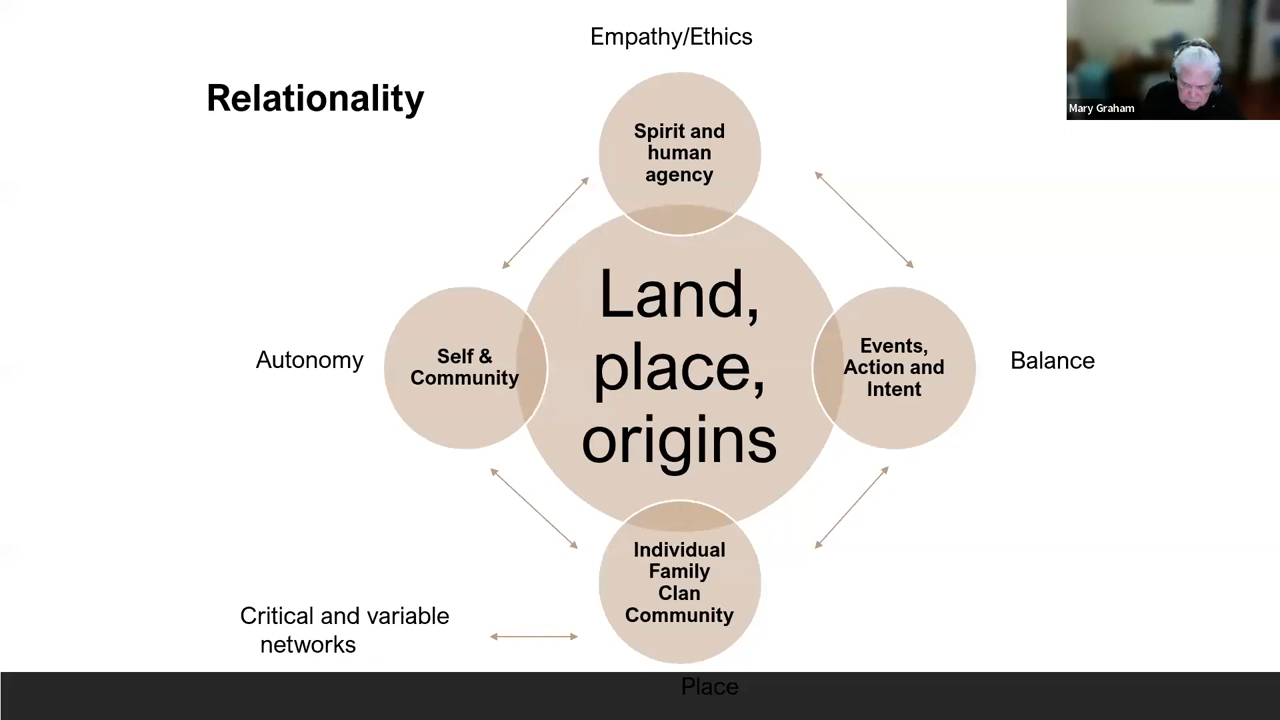 Empathy/Ethics
Mary Graham
Relationality
Spirit and
human
agency
Land,
place,
origins
Autonomy
Self &
Community
Events,
Action and
Intent
Balance
Individual
Family
Clan
Community
Critical and variable
networks
Place